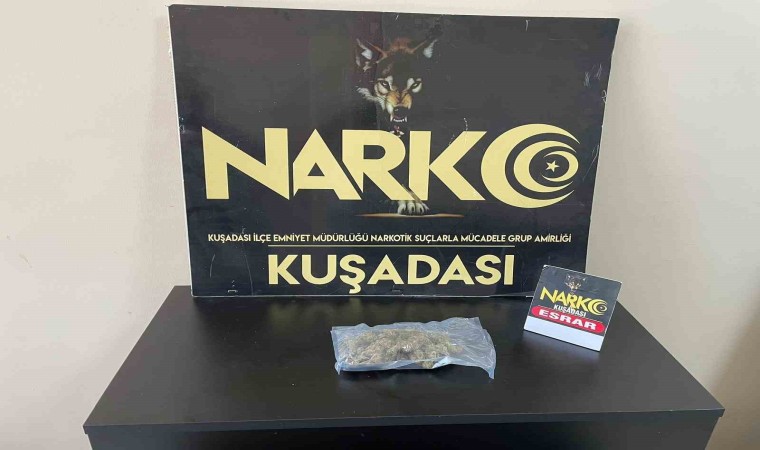 NARKO
KUŞADASI İLÇE EMNİYET MÜDÜRLÜĞÜ NARKOTİK SUÇLARLA MÜCADELE GRUP AMİRLİĞİ
KUŞADASI
NARKO
KUŞADASI
ESRAR